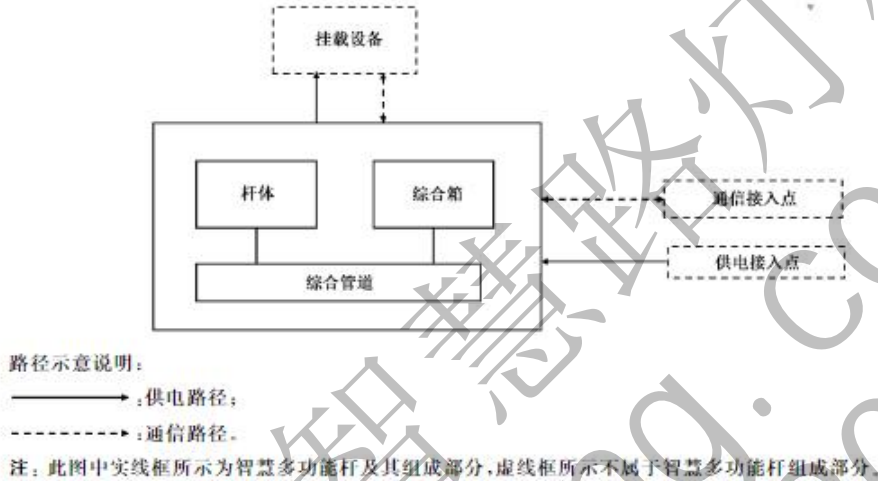 挂载设备
杆体
综合箱
通信接入点
综合管道
供电接入点
路径示意说明：
：供电路径；
：通信路径。
注：此图中实线框所示为智慧多功能杆及其组成部分，虚线框所示不属于智慧多功能杆组成部分。
智慧路灯